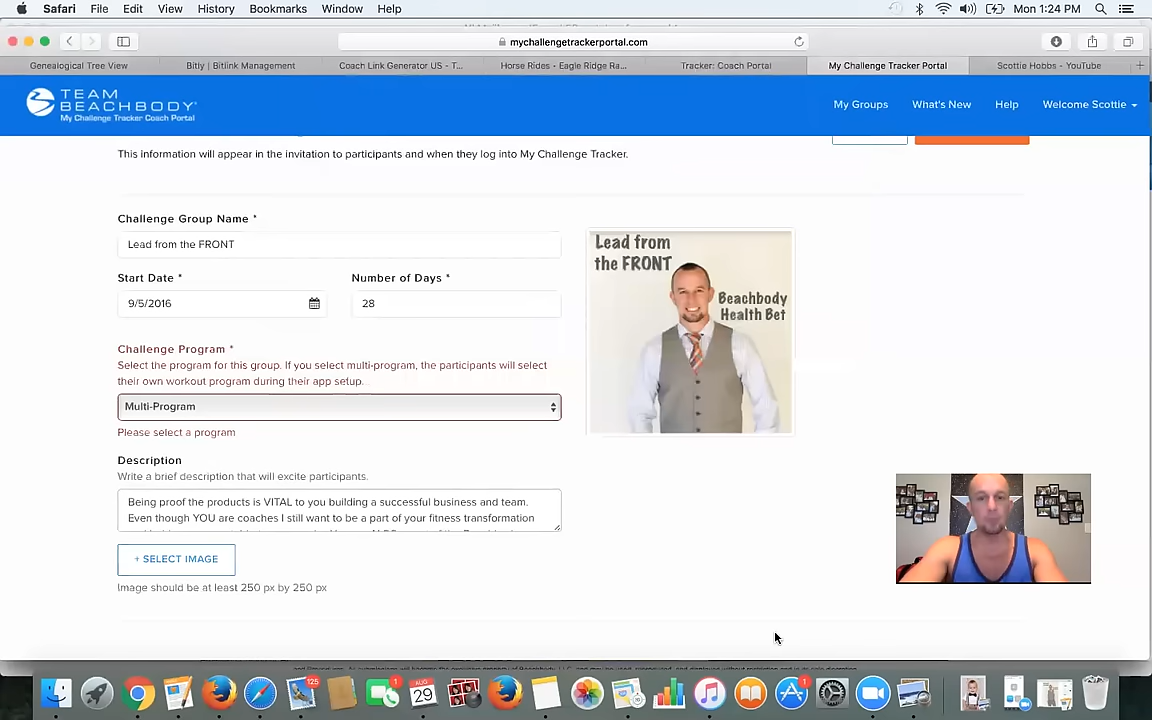 Safari File Edit View History Bookmarks Window Help Mon 1:24 PM
mychallengetrackerportal.com
Genealogical Tree View Bitly | Bitlink Management Coach Link Generator US - T... Horse Rides - Eagle Ridge Ra... Tracker: Coach Portal My Challenge Tracker Portal Scottie Hobbs - YouTube
TEAM
BEACHBODY
My Challenge Tracker Coach Portal
My Groups What's New Help Welcome Scottie
This information will appear in the invitation to participants and when they log into My Challenge Tracker.
Challenge Group Name *
Lead from the FRONT
Start Date * Number of Days *
9/5/2016 28
Challenge Program *
Select the program for this group. If you select multi-program, the participants will select
their own workout program during their app setup.
Multi-Program
Please select a program
Description
Write a brief description that will excite participants.
Being proof the products is VITAL to you building a successful business and team.
Even though YOU are coaches I still want to be a part of your fitness transformation
+ SELECT IMAGE
Image should be at least 250 px by 250 px
Lead from
the FRONT
Beachbody
Health Bet
125
1
AUG
29
1